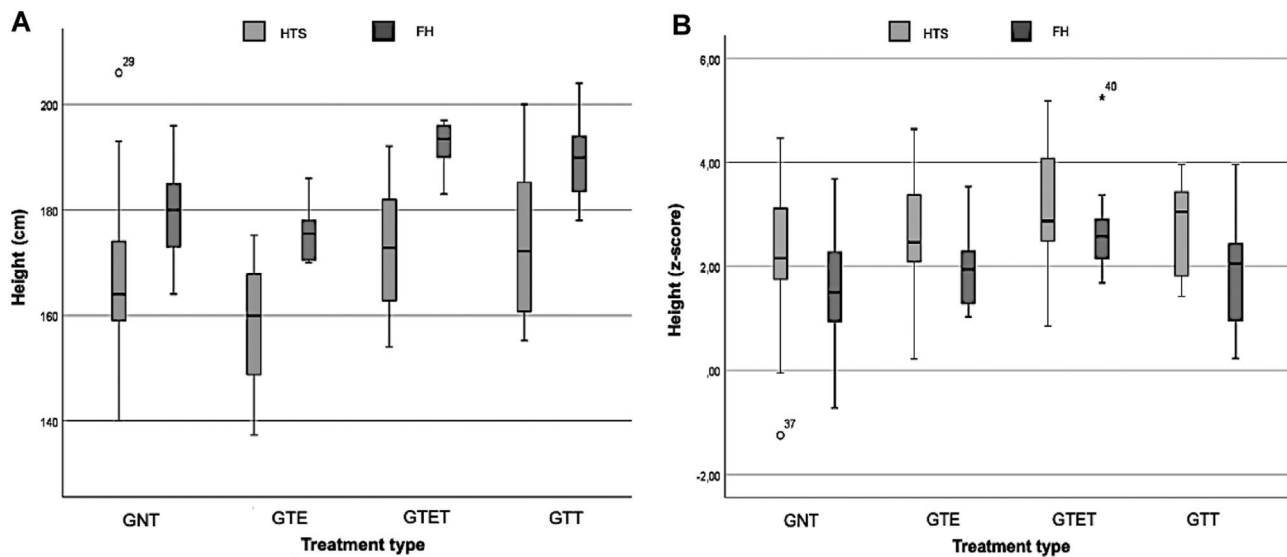 A
HTS
FH
29
200
180
160
140
Height (cm)
GNT
GTE
GTET
GTT
Treatment type
B
HTS
FH
6,00
40
4,00
2,00
,00
37
-2,00
Height (z-score)
GNT
GTE
GTET
GTT
Treatment type